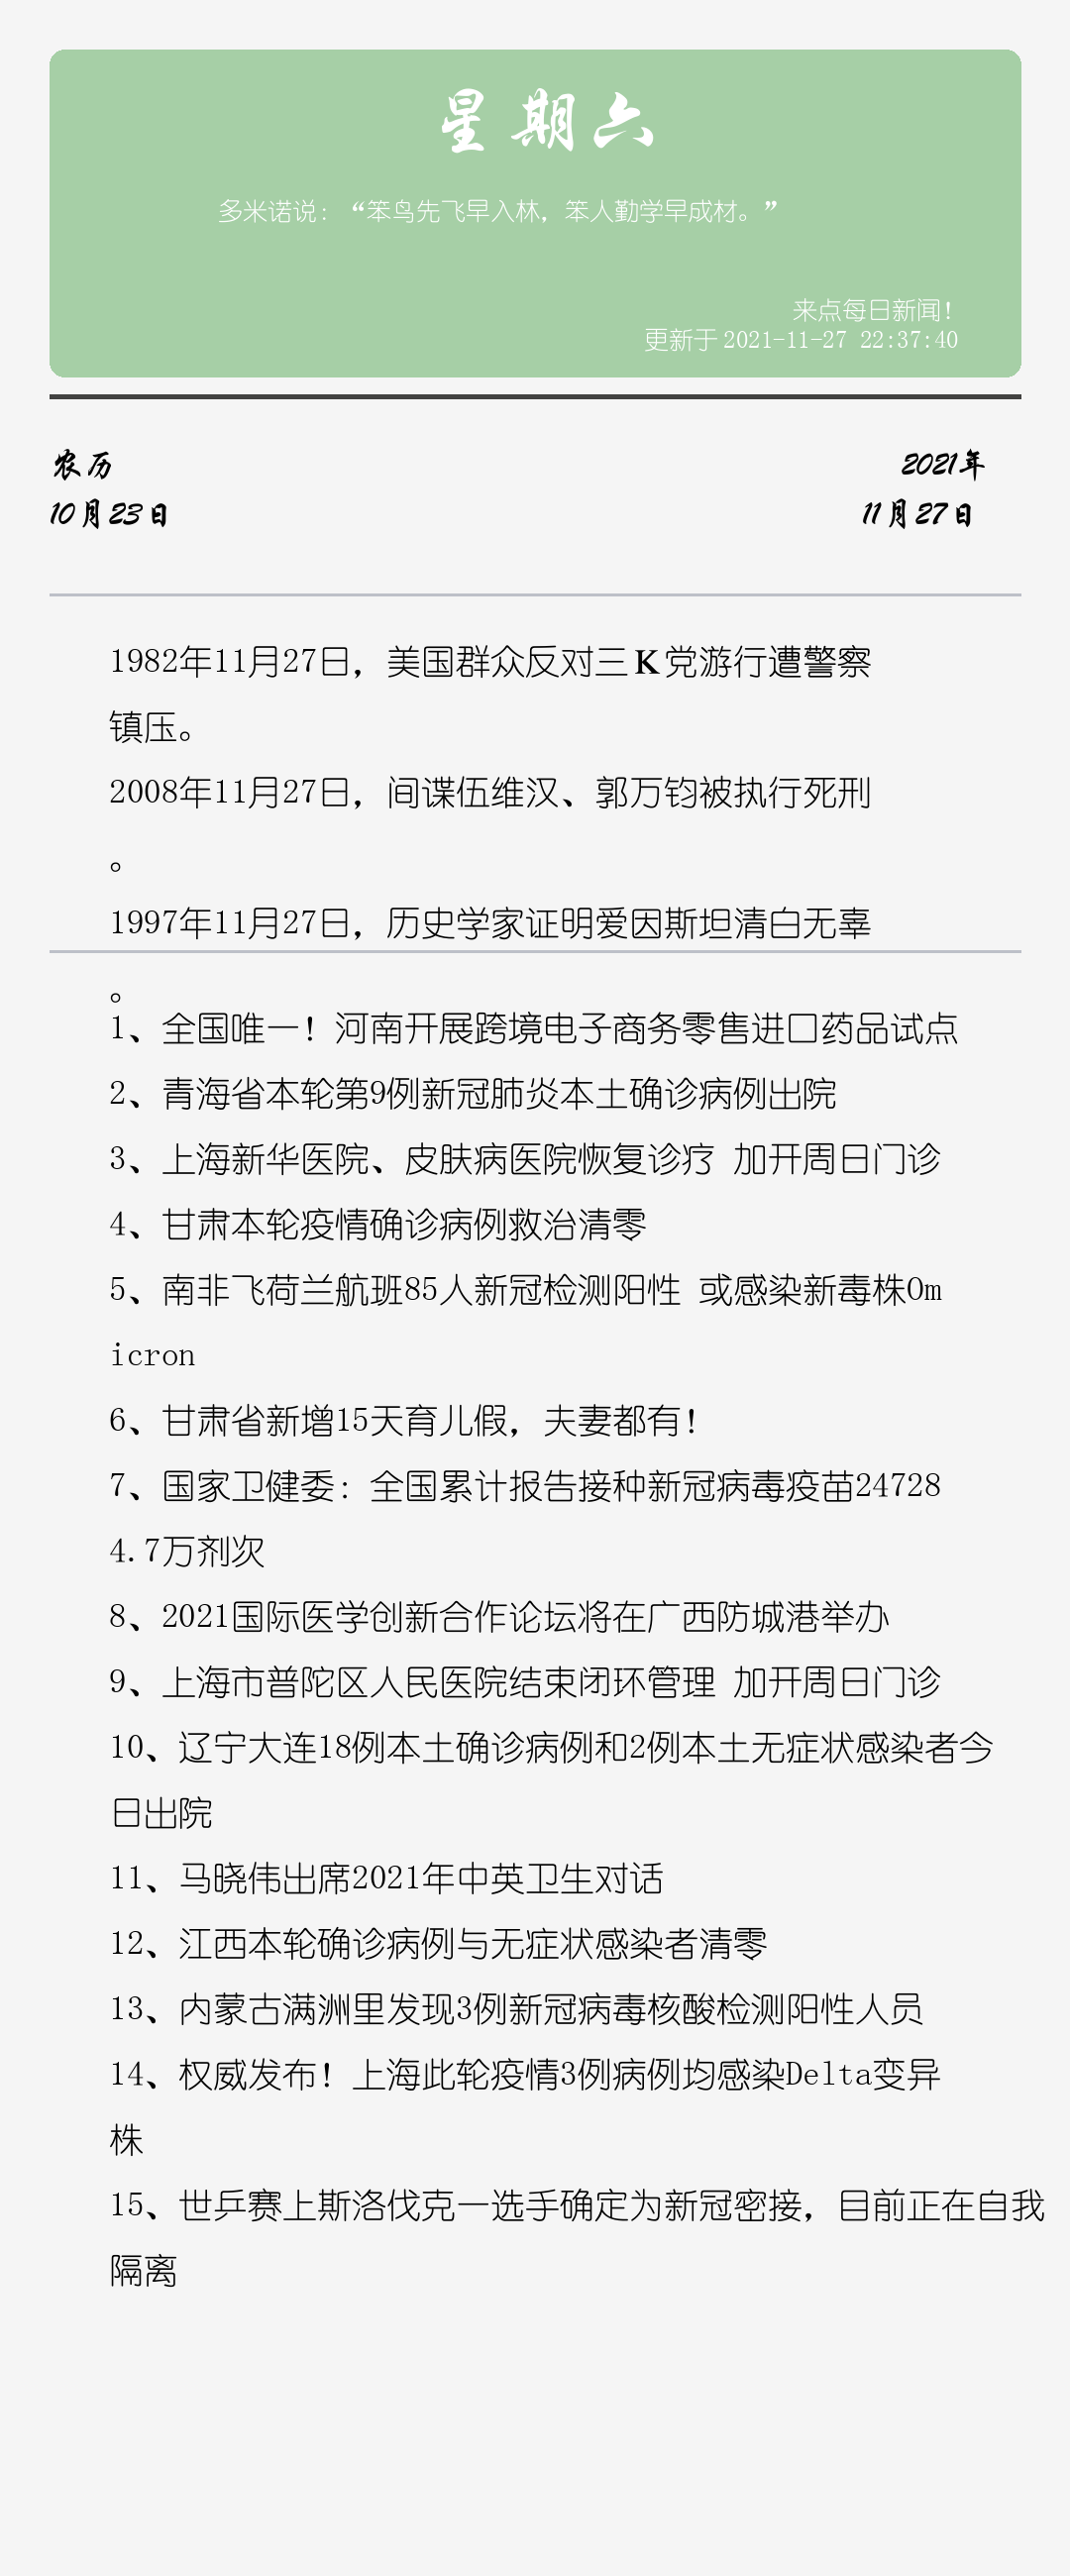 星期六
多米诺说：“笨鸟先飞早入林，笨人勤学早成材。”
来点每日新闻！
更新于2021-11-27 22:37:40
农历
10月23日
2021年
11月27日
1982年11月27日，美国群众反对三K党游行遭警察
镇压。
2008年11月27日，间谍伍维汉、郭万钧被执行死刑
。
1997年11月27日，历史学家证明爱因斯坦清白无辜
。
1、全国唯一！河南开展跨境电子商务零售进口药品试点
2、青海省本轮第9例新冠肺炎本土确诊病例出院
3、上海新华医院、皮肤病医院恢复诊疗 加开周日门诊
4、甘肃本轮疫情确诊病例救治清零
5、南非飞荷兰航班85人新冠检测阳性 或感染新毒株Om
icron
6、甘肃省新增15天育儿假，夫妻都有！
7、国家卫健委：全国累计报告接种新冠病毒疫苗24728
4.7万剂次
8、2021国际医学创新合作论坛将在广西防城港举办
9、上海市普陀区人民医院结束闭环管理 加开周日门诊
10、辽宁大连18例本土确诊病例和2例本土无症状感染者今
日出院
11、马晓伟出席2021年中英卫生对话
12、江西本轮确诊病例与无症状感染者清零
13、内蒙古满洲里发现3例新冠病毒核酸检测阳性人员
14、权威发布！上海此轮疫情3例病例均感染Delta变异
株
15、世乒赛上斯洛伐克一选手确定为新冠密接，目前正在自我
隔离